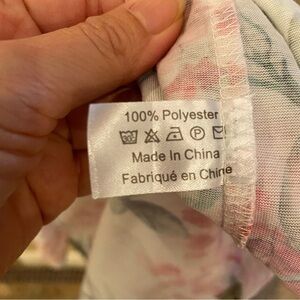 100% Polyester
Made In China
Fabriqué en Chine